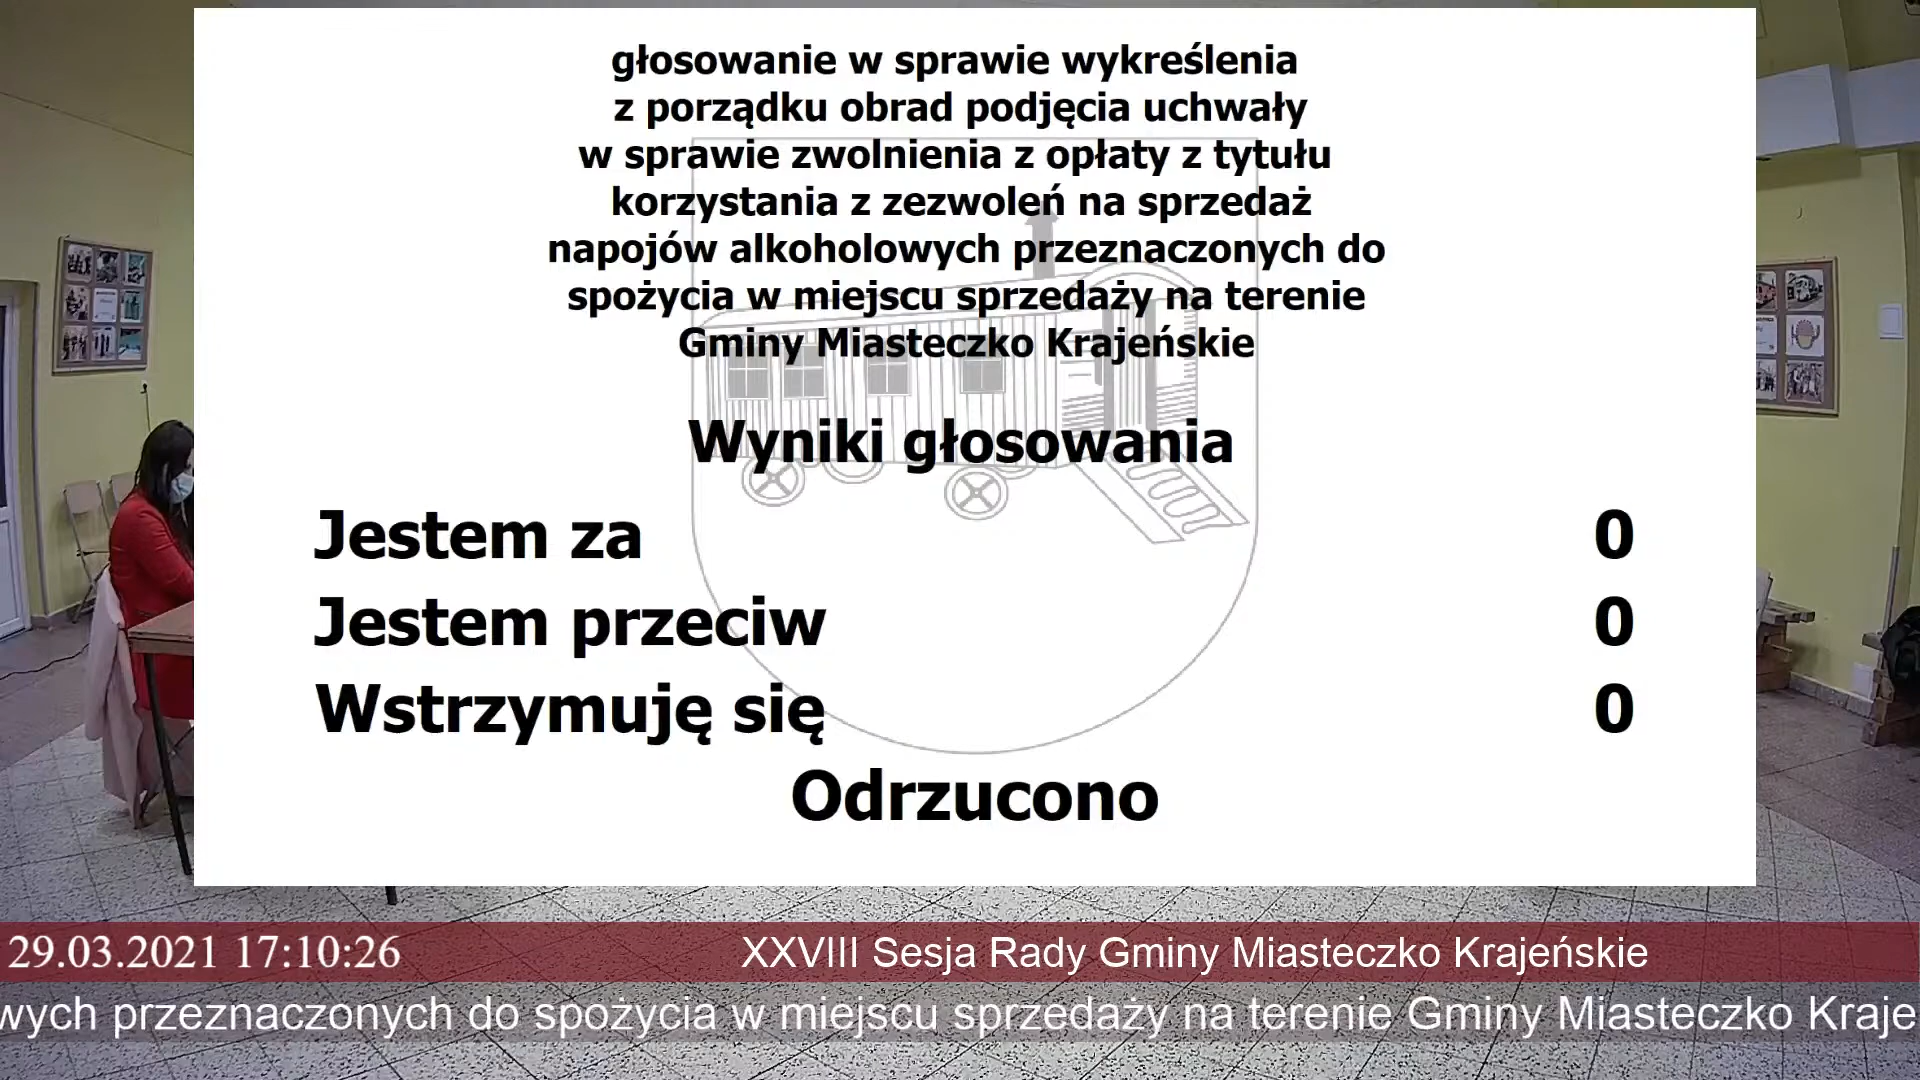 głosowanie w sprawie wykreślenia
z porządku obrad podjęcia uchwały
w sprawie zwolnienia z opłaty z tytułu
korzystania z zezwoleń na sprzedaż
napojów alkoholowych przeznaczonych do
spożycia w miejscu sprzedaży na terenie
Gminy Miasteczko Krajeńskie
Wyniki głosowania
Jestem za 0
Jestem przeciw 0
Wstrzymuję się 0
Odrzucono
29.03.2021 17:10:26 XXVIII Sesja Rady Gminy Miasteczko Krajeńskie
wych przeznaczonych do spożycia w miejscu sprzedaży na terenie Gminy Miasteczko Kraje